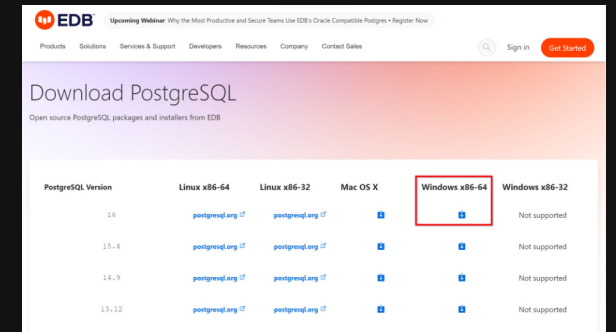 EDB
Upcoming Webinar: Why the Most Productive and Secure Teams Use EDB's Oracle Compatible Postgres • Register Now
Products Solutions Services & Support Developers Resources Company Contact Sales Sign in Get Started
Download PostgreSQL
Open source PostgreSQL packages and installers from EDB
PostgreSQL Version Linux x86-64 Linux x86-32 Mac OS X Windows x86-64 Windows x86-32
16 postgresql.org postgresql.org Not supported
15.4 postgresql.org postgresql.org Not supported
14.9 postgresql.org postgresql.org Not supported
13.12 postgresql.org postgresql.org Not supported